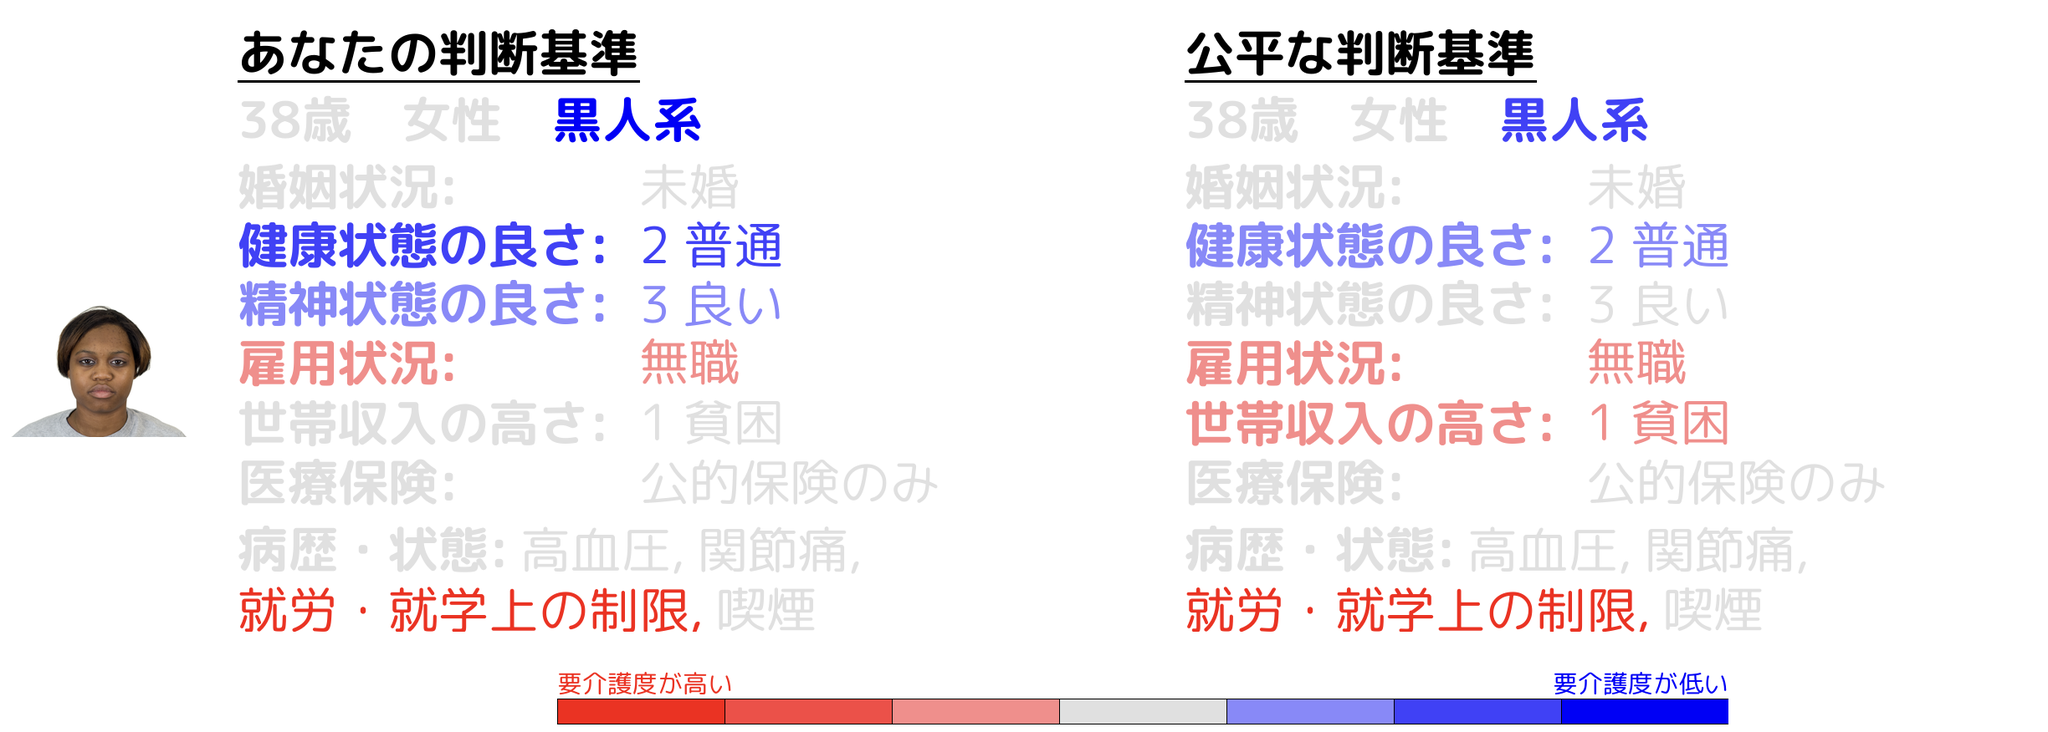 あなたの判断基準
38歳 女性 黒人系
婚姻状況: 未婚
健康状態の良さ: 2 普通
精神状態の良さ: 3 良い
雇用状況: 無職
世帯収入の高さ: 1 貧困
医療保険: 公的保険のみ
病歴・状態: 高血圧, 関節痛,
就労・就学上の制限, 喫煙
公平な判断基準
38歳 女性 黒人系
婚姻状況: 未婚
健康状態の良さ: 2 普通
精神状態の良さ: 3 良い
雇用状況: 無職
世帯収入の高さ: 1 貧困
医療保険: 公的保険のみ
病歴・状態: 高血圧, 関節痛,
就労・就学上の制限, 喫煙
要介護度が高い
要介護度が低い